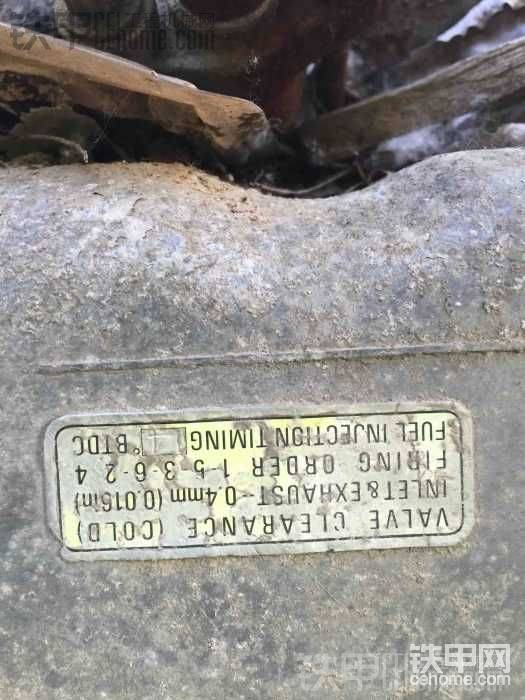 VALVE CLEARANCE (COLD)
INLET & EXHAUST--0.4mm (0.016in)
FIRING ORDER 1-5-3-6-2 4
FUEL INJECTION TIMING °BTDC
铁甲网
cehome.com